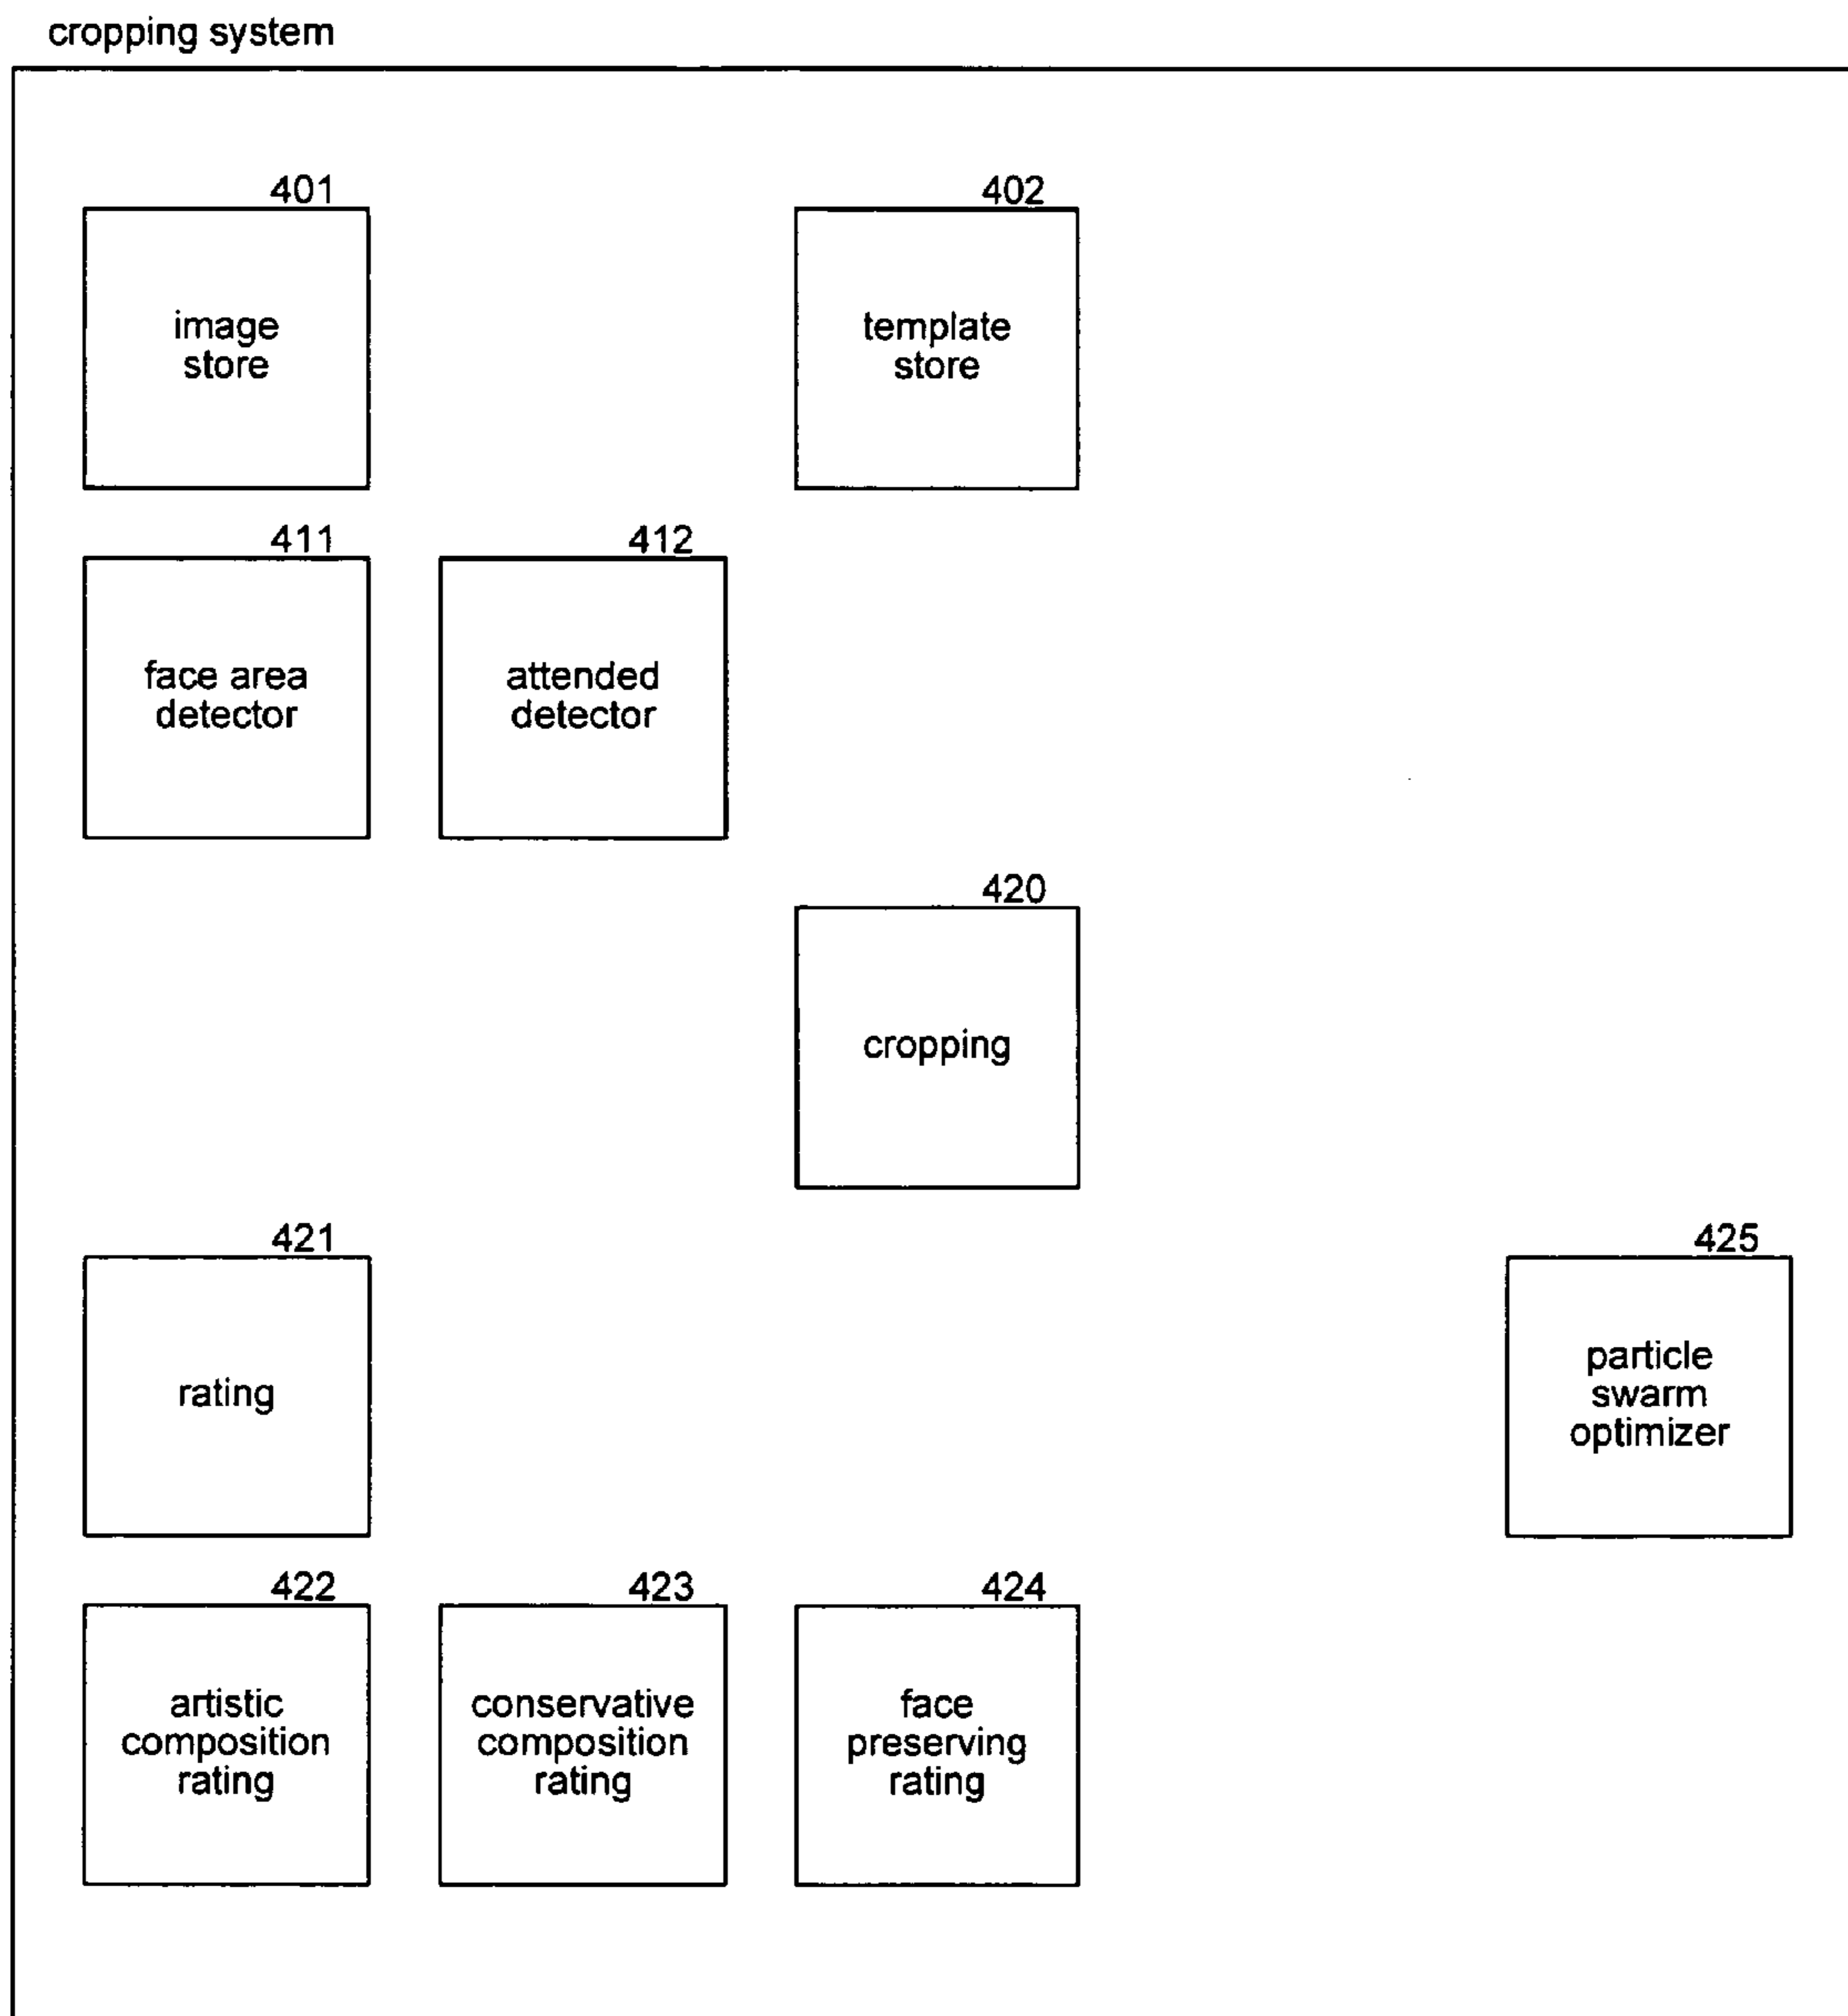 cropping system
401
402
image
store
template
store
411
412
face area
detector
attended
detector
420
cropping
421
425
rating
particle
swarm
optimizer
422
423
424
artistic
composition
rating
conservative
composition
rating
face
preserving
rating